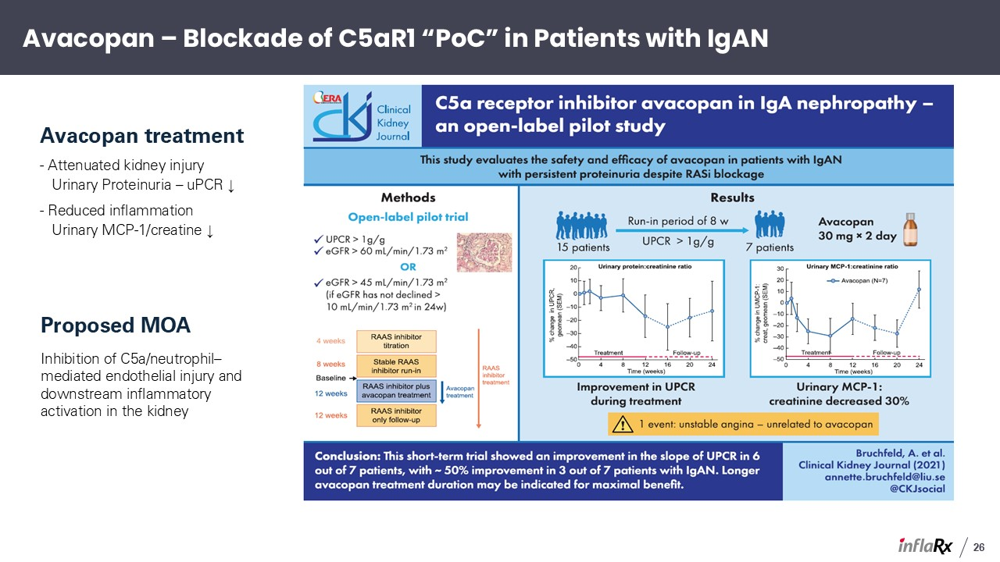 Avacopan – Blockade of C5aR1 “PoC” in Patients with IgAN
Avacopan treatment
- Attenuated kidney injury
Urinary Proteinuria – uPCR ↓
- Reduced inflammation
Urinary MCP-1/creatine ↓
Proposed MOA
Inhibition of C5a/neutrophil–
mediated endothelial injury and
downstream inflammatory
activation in the kidney
ERA
ckj
Clinical
Kidney
Journal
C5a receptor inhibitor avacopan in IgA nephropathy –
an open-label pilot study
This study evaluates the safety and efficacy of avacopan in patients with IgAN
with persistent proteinuria despite RASi blockage
Methods
Open-label pilot trial
✓ UPCR > 1g/g
✓ eGFR > 60 mL/min/1.73 m²
OR
✓ eGFR > 45 mL/min/1.73 m²
(if eGFR has not declined >
10 mL/min/1.73 m² in 24w)
4 weeks
RAAS inhibitor
titration
8 weeks
Stable RAAS
inhibitor run-in
Baseline
12 weeks
RAAS inhibitor plus
avacopan treatment
Avacopan
treatment
12 weeks
RAAS inhibitor
only follow-up
RAAS
inhibitor
treatment
Results
15 patients
Run-in period of 8 w
UPCR > 1g/g
7 patients
Avacopan
30 mg × 2 day
Urinary protein:creatinine ratio
% change in UPCR,
geomean (SEM)
20
10
0
–10
–20
–30
–40
–50
Treatment
Follow-up
0 4 8 12 16 20 24
Time (weeks)
Improvement in UPCR
during treatment
Urinary MCP-1:creatinine ratio
Avacopan (N=7)
% change in UMCP-1:
creat, geomean (SEM)
30
20
10
0
–10
–20
–30
–40
–50
Treatment
Follow-up
0 4 8 12 16 20 24
Time (weeks)
Urinary MCP-1:
creatinine decreased 30%
1 event: unstable angina – unrelated to avacopan
Conclusion: This short-term trial showed an improvement in the slope of UPCR in 6
out of 7 patients, with ~ 50% improvement in 3 out of 7 patients with IgAN. Longer
avacopan treatment duration may be indicated for maximal benefit.
Bruchfeld, A. et al.
Clinical Kidney Journal (2021)
annette.bruchfeld@liu.se
@CKJsocial
inflaRx
26